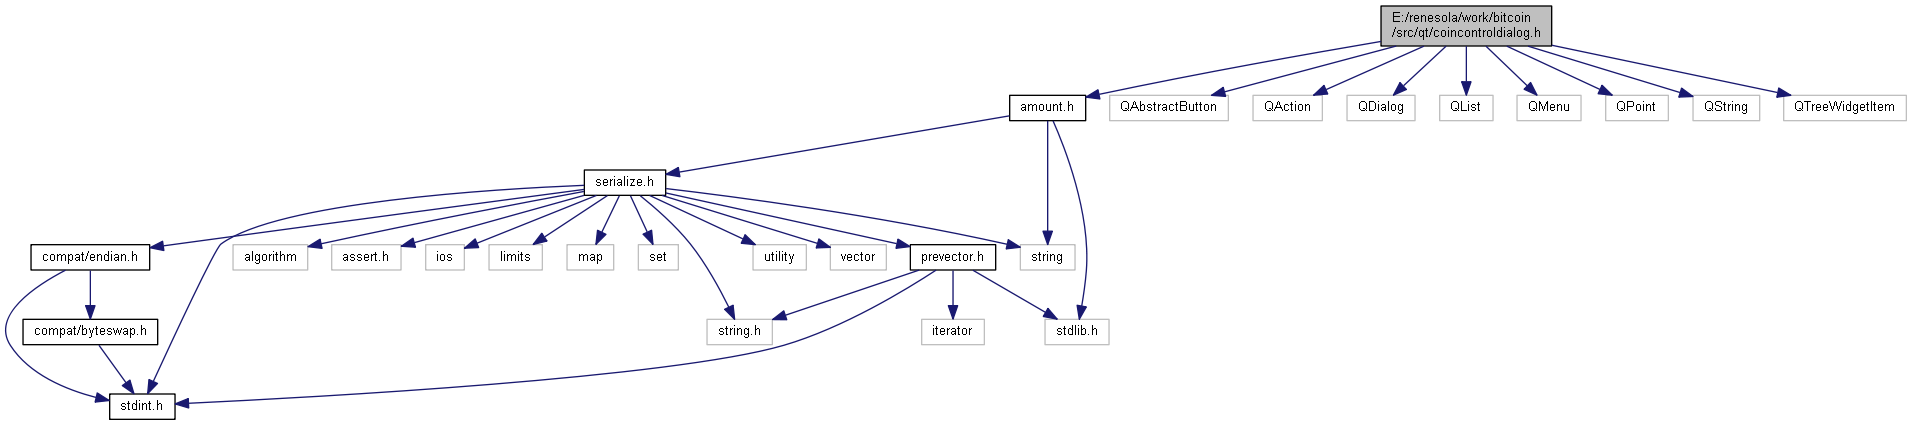 E:/renesola/work/bitcoin
/src/qt/coincontroldialog.h
amount.h
QAbstractButton
QAction
QDialog
QList
QMenu
QPoint
QString
QTreeWidgetItem
serialize.h
compat/endian.h
algorithm
assert.h
ios
limits
map
set
utility
vector
prevector.h
string
compat/byteswap.h
string.h
iterator
stdlib.h
stdint.h